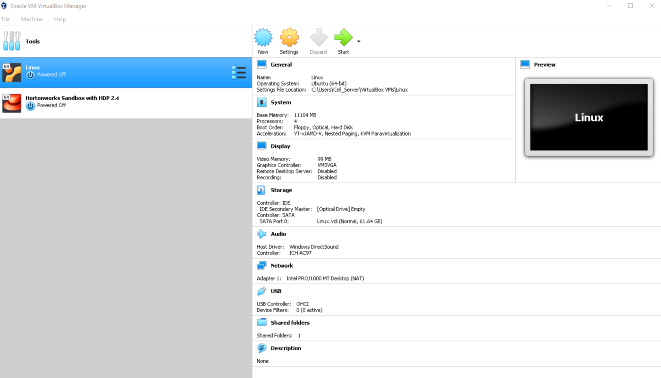 Oracle VM VirtualBox Manager
File Machine Help
Tools
New Settings Discard Start
64 Linux
Powered Off
64 Hortonworks Sandbox with HDP 2.4
Powered Off
General
Name: Linux
Operating System: Ubuntu (64-bit)
Settings File Location: C:\Users\Cell_Server\VirtualBox VMs\Linux
Preview
Linux
System
Base Memory: 11104 MB
Processors: 4
Boot Order: Floppy, Optical, Hard Disk
Acceleration: VT-x/AMD-V, Nested Paging, KVM Paravirtualization
Display
Video Memory: 99 MB
Graphics Controller: VMSVGA
Remote Desktop Server: Disabled
Recording: Disabled
Storage
Controller: IDE
IDE Secondary Master: [Optical Drive] Empty
Controller: SATA
SATA Port 0: Linux.vdi (Normal, 61.64 GB)
Audio
Host Driver: Windows DirectSound
Controller: ICH AC97
Network
Adapter 1: Intel PRO/1000 MT Desktop (NAT)
USB
USB Controller: OHCI
Device Filters: 0 (0 active)
Shared folders
Shared Folders: 1
Description
None